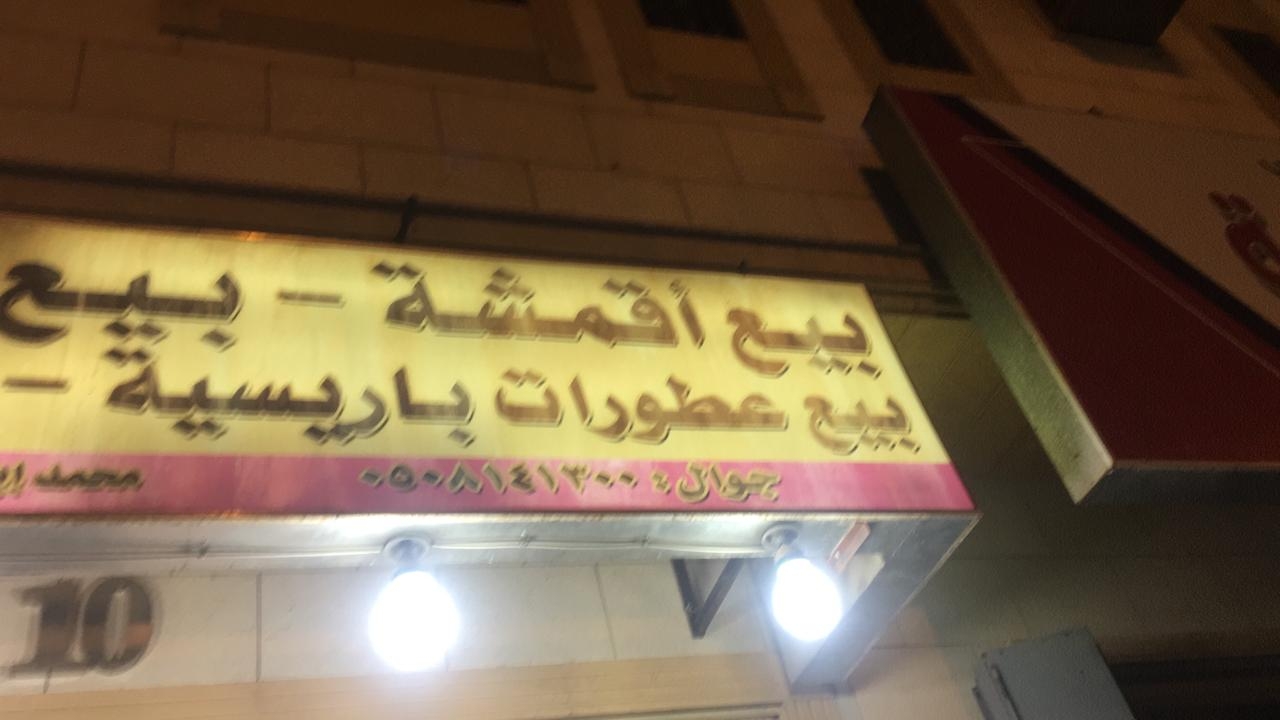 بيع أقمشة - بيع
بيع عطورات باريسية -
جوال: ٠٥٠٨١٤١٣٠٠ محمد
10